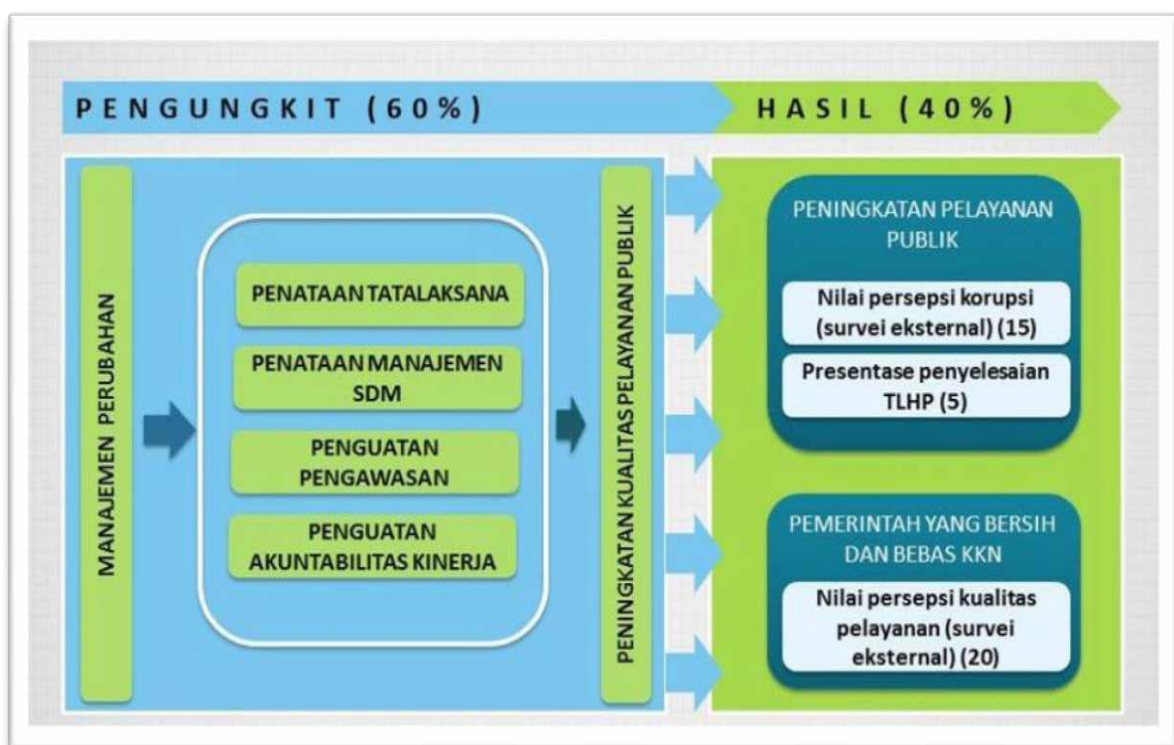 PENGUNGKIT (60%)
HASIL (40%)
MANAJEMEN PERUBAHAN
PENATAAN TATALAKSANA
PENATAAN MANAJEMEN
SDM
PENGUATAN
PENGAWASAN
PENGUATAN
AKUNTABILITAS KINERJA
PENINGKATAN KUALITAS PELAYANAN PUBLIK
PENINGKATAN PELAYANAN
PUBLIK
Nilai persepsi korupsi
(survei eksternal) (15)
Presentase penyelesaian
TLHP (5)
PEMERINTAH YANG BERSIH
DAN BEBAS KKN
Nilai persepsi kualitas
pelayanan (survei
eksternal) (20)